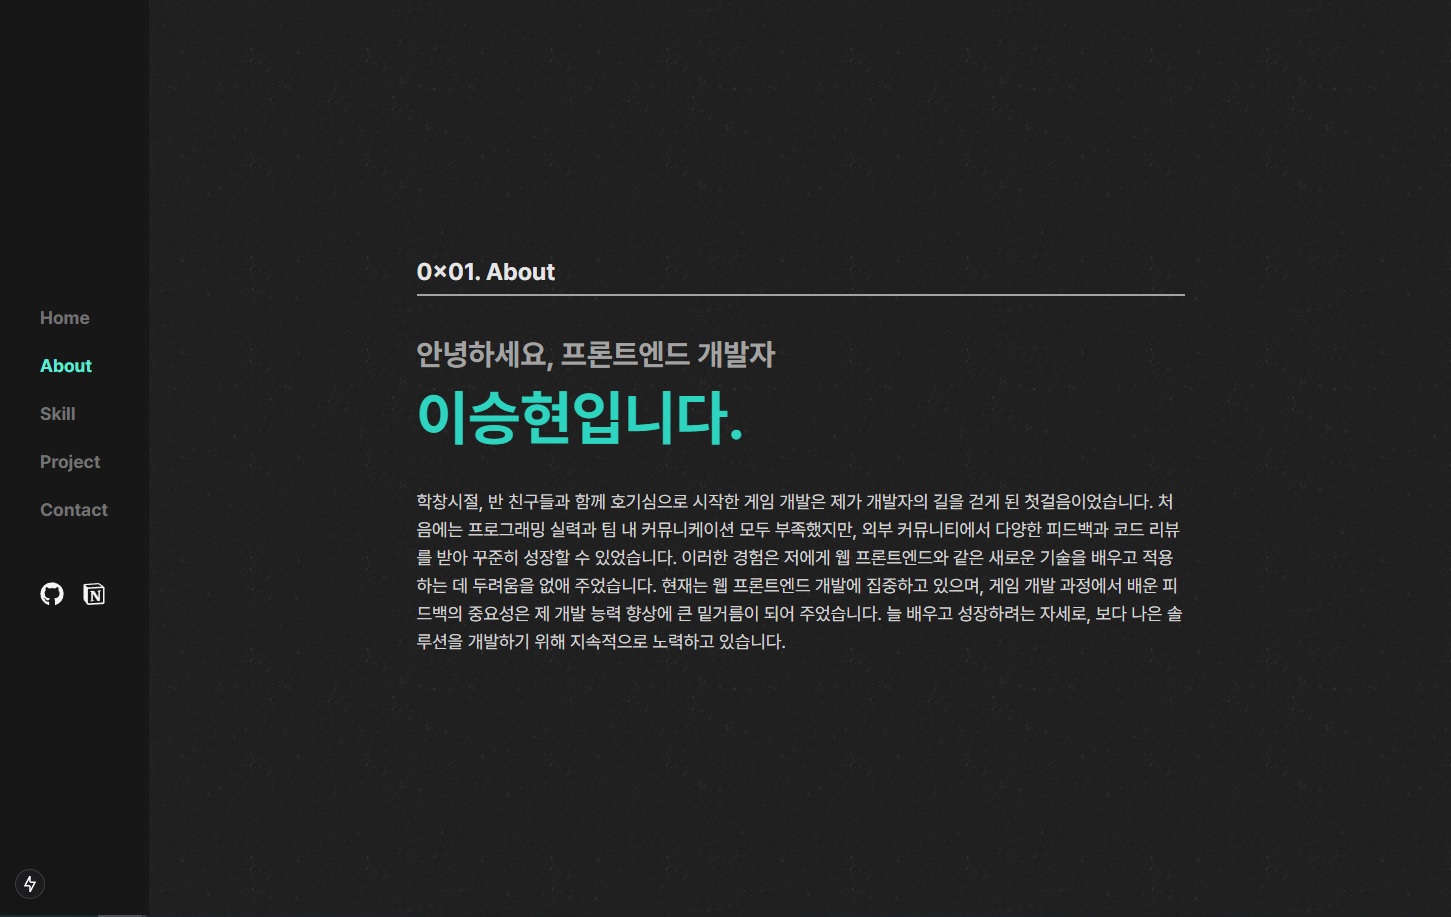 Home
About
Skill
Project
Contact
0×01. About
안녕하세요, 프론트엔드 개발자
이승현입니다.
학창시절, 반 친구들과 함께 호기심으로 시작한 게임 개발은 제가 개발자의 길을 걷게 된 첫걸음이었습니다. 처
음에는 프로그래밍 실력과 팀 내 커뮤니케이션 모두 부족했지만, 외부 커뮤니티에서 다양한 피드백과 코드 리뷰
를 받아 꾸준히 성장할 수 있었습니다. 이러한 경험은 저에게 웹 프론트엔드와 같은 새로운 기술을 배우고 적용
하는 데 두려움을 없애 주었습니다. 현재는 웹 프론트엔드 개발에 집중하고 있으며, 게임 개발 과정에서 배운 피
드백의 중요성은 제 개발 능력 향상에 큰 밑거름이 되어 주었습니다. 늘 배우고 성장하려는 자세로, 보다 나은 솔
루션을 개발하기 위해 지속적으로 노력하고 있습니다.